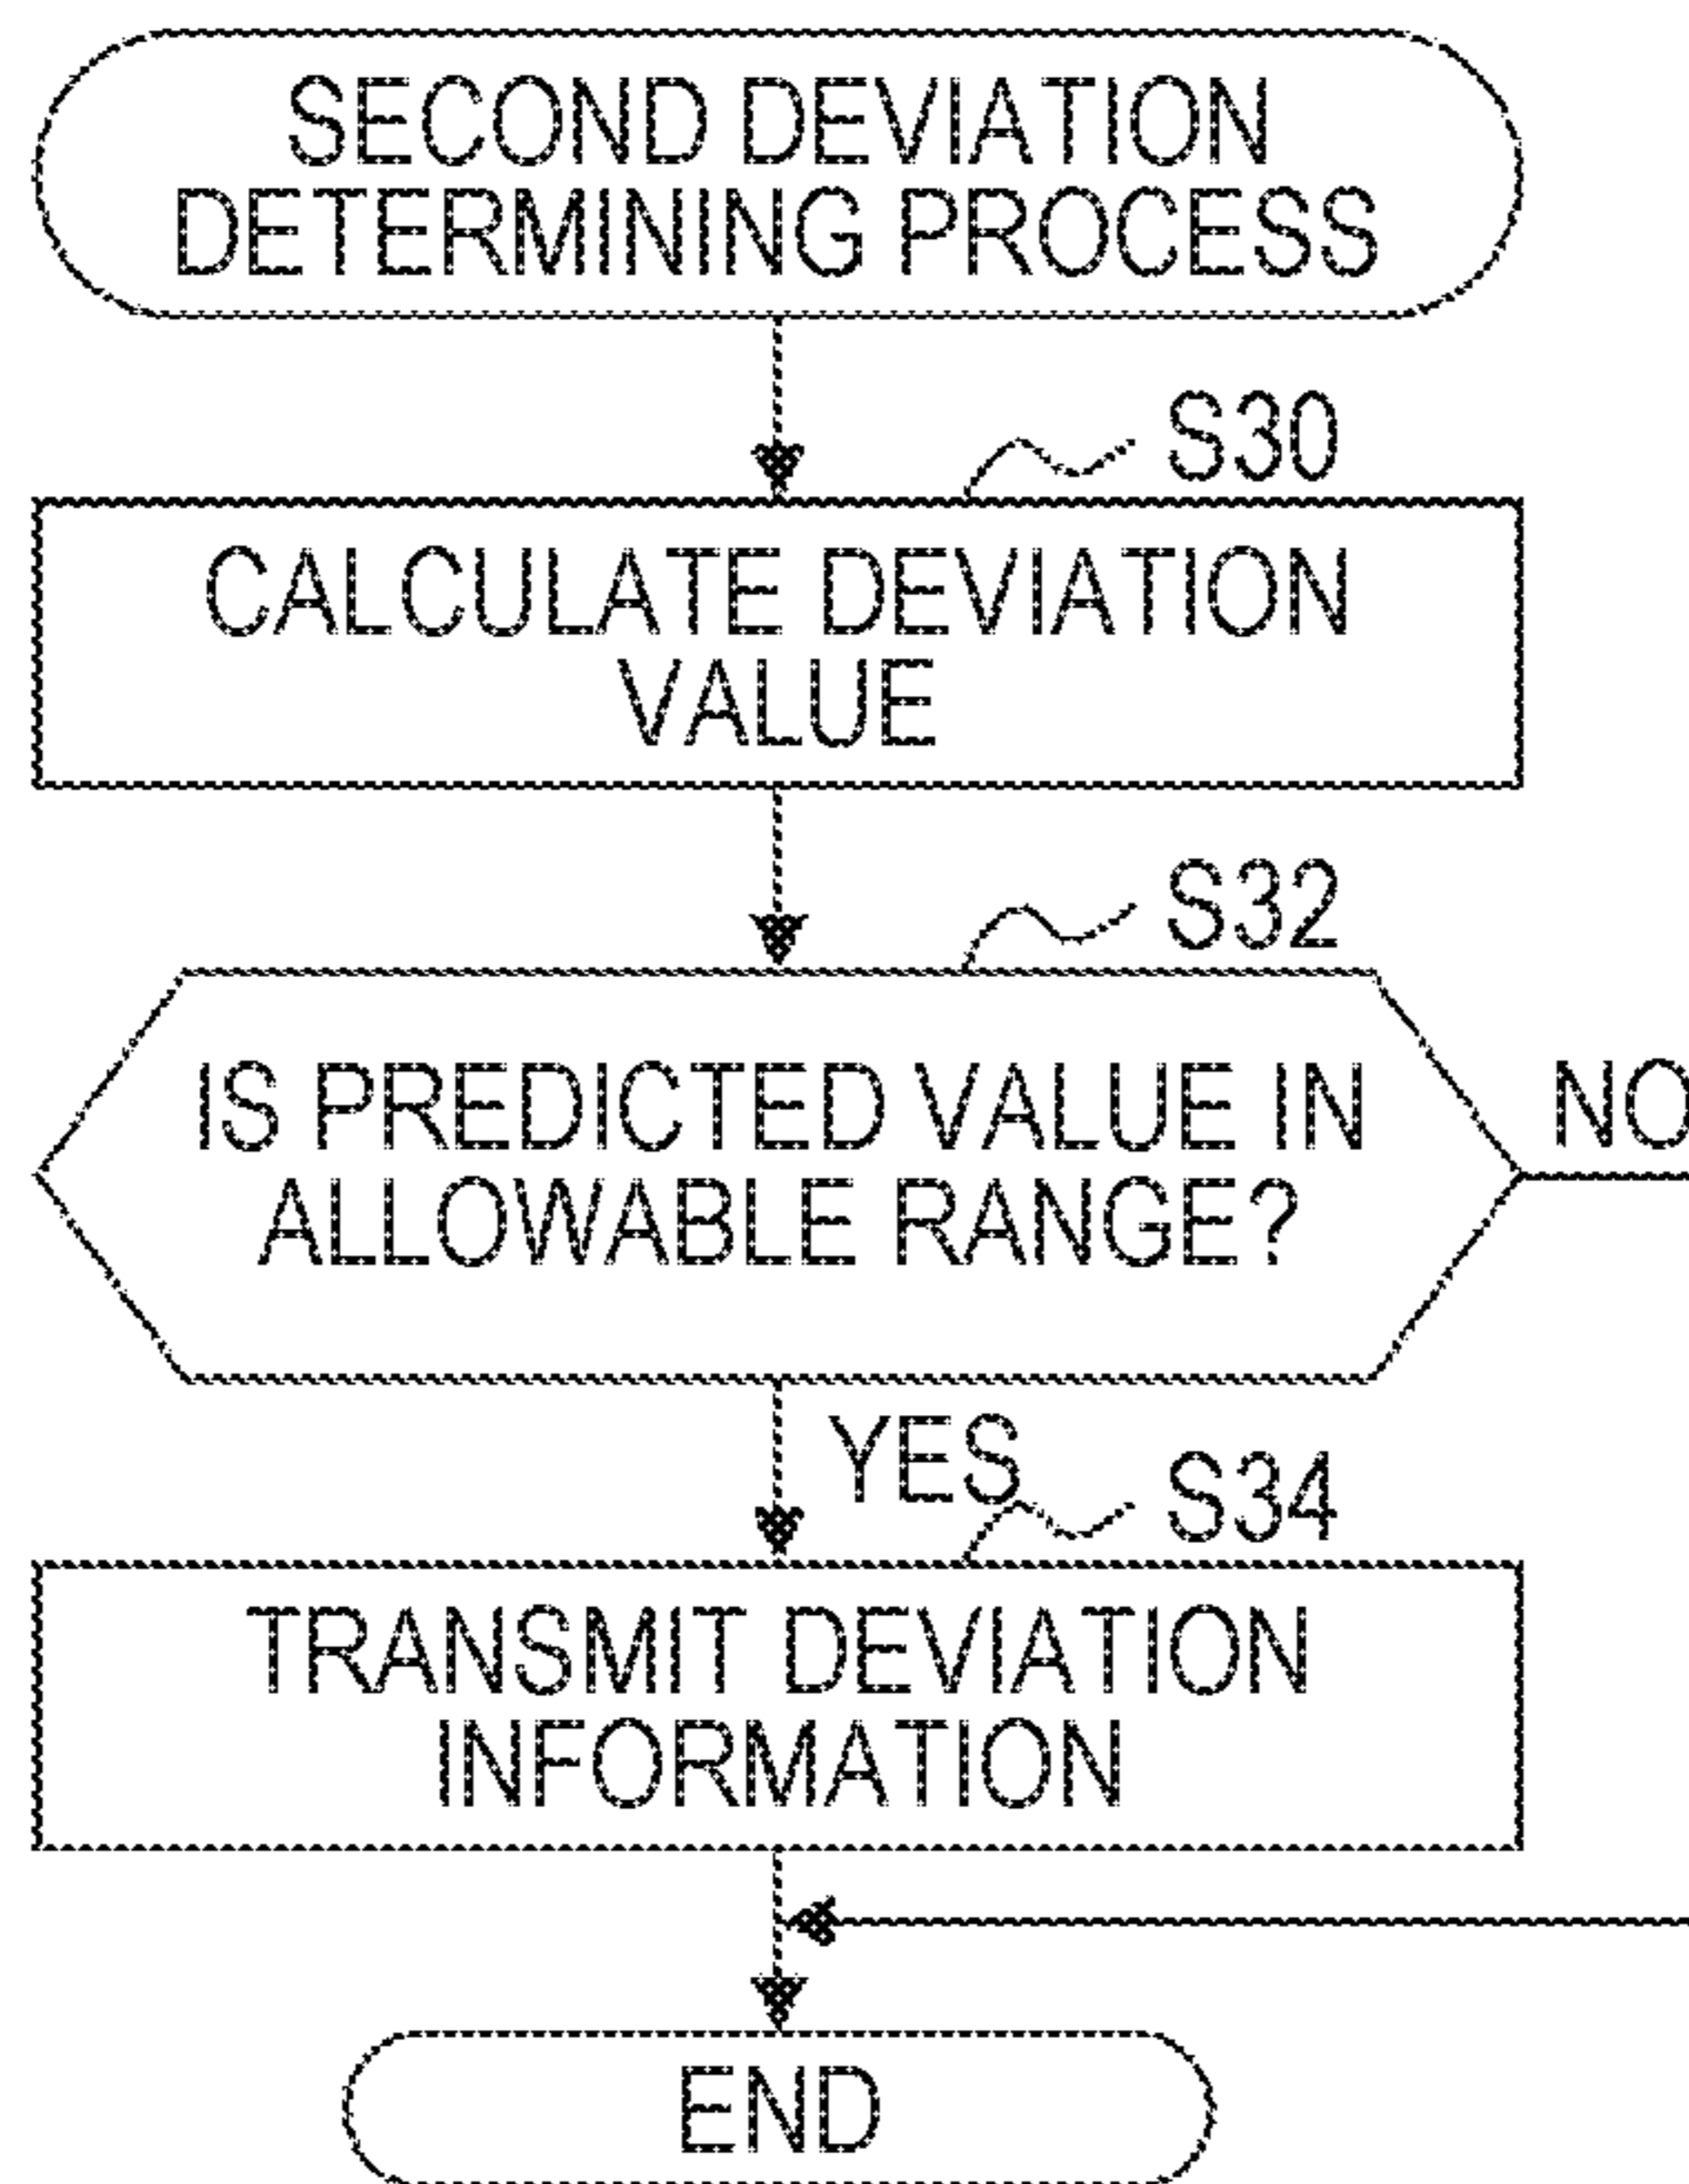 SECOND DEVIATION
DETERMINING PROCESS
S30
CALCULATE DEVIATION
VALUE
S32
IS PREDICTED VALUE IN
ALLOWABLE RANGE?
NO
YES
S34
TRANSMIT DEVIATION
INFORMATION
END